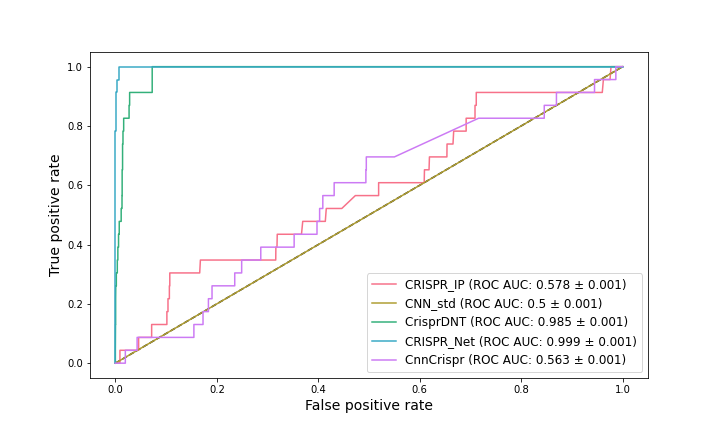 1.0
0.8
0.6
0.4
0.2
0.0
True positive rate
CRISPR_IP (ROC AUC: 0.578 ± 0.001)
CNN_std (ROC AUC: 0.5 ± 0.001)
CrisprDNT (ROC AUC: 0.985 ± 0.001)
CRISPR_Net (ROC AUC: 0.999 ± 0.001)
CnnCrispr (ROC AUC: 0.563 ± 0.001)
0.0 0.2 0.4 0.6 0.8 1.0
False positive rate